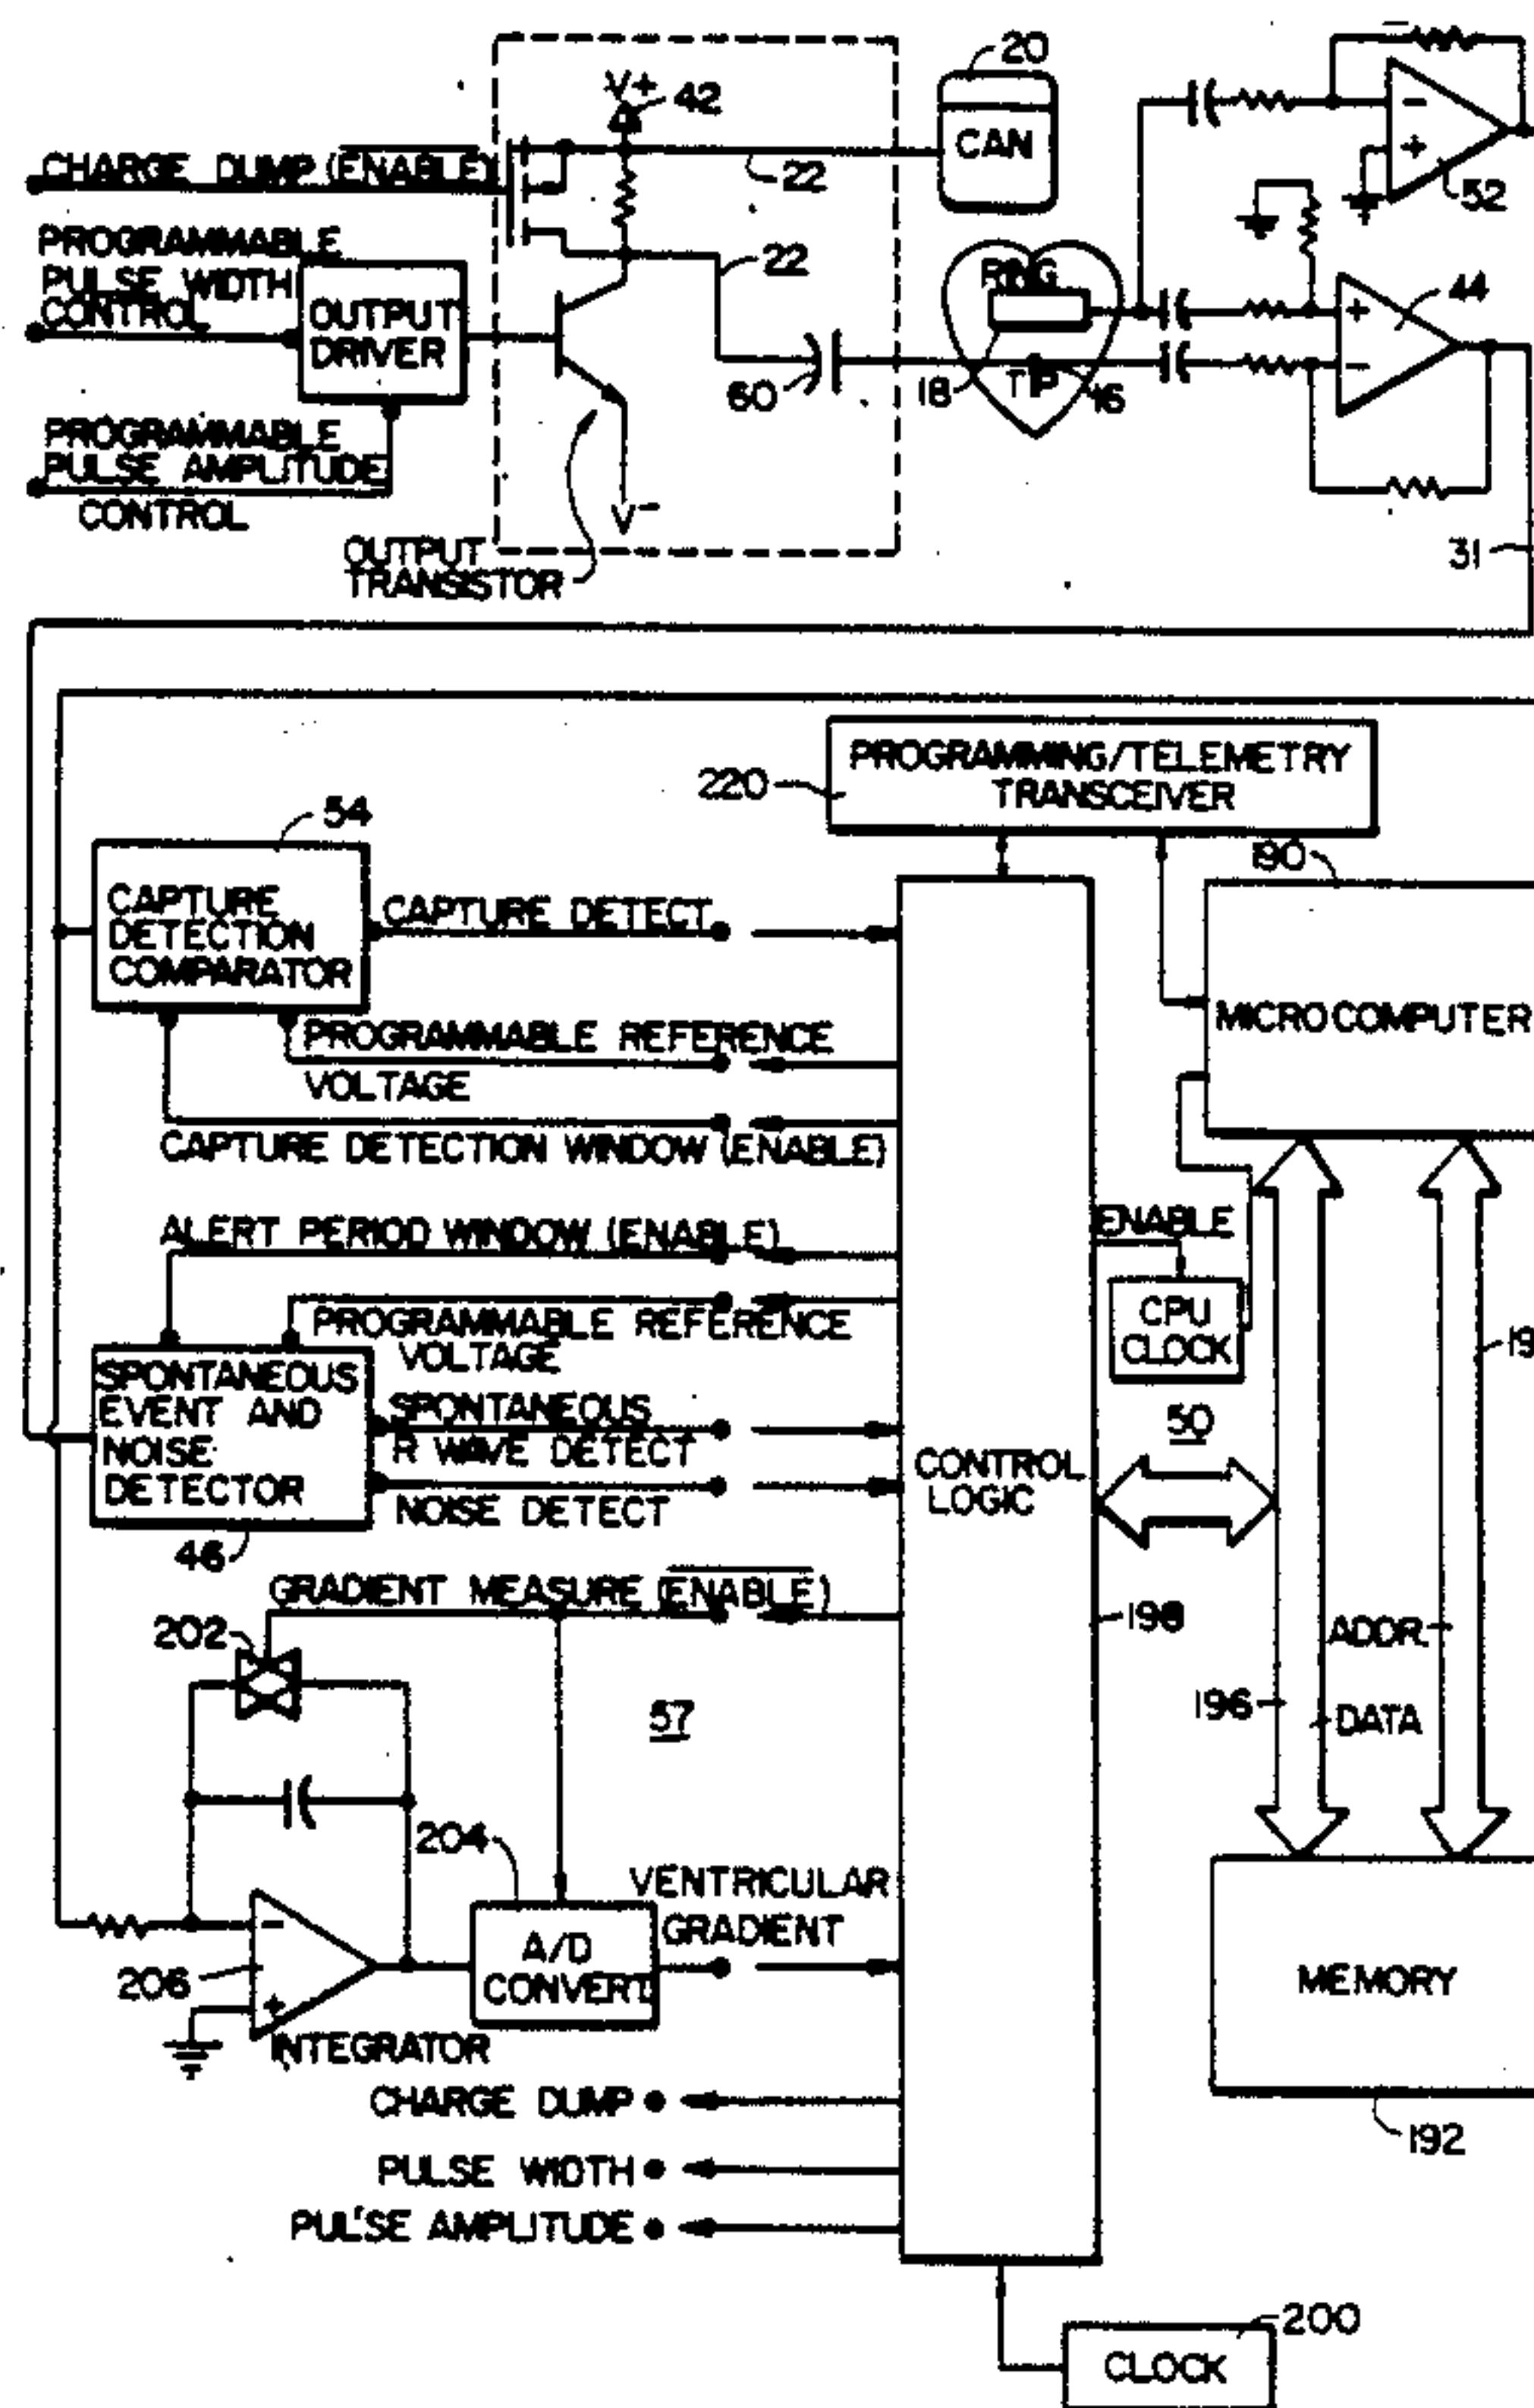 20
V+
42
CAN
CHARGE DUMP (ENABLE)
22
52
PROGRAMMABLE
PULSE WIDTH
CONTROL
22
RING
44
OUTPUT
DRIVER
60
18
TIP
16
PROGRAMMABLE
PULSE AMPLITUDE
CONTROL
V-
OUTPUT
TRANSISTOR
31
PROGRAMMING/TELEMETRY
TRANSCEIVER
220
54
190
CAPTURE
DETECTION
COMPARATOR
CAPTURE DETECT
MICROCOMPUTER
PROGRAMMABLE REFERENCE
VOLTAGE
CAPTURE DETECTION WINDOW (ENABLE)
ALERT PERIOD WINDOW (ENABLE)
ENABLE
CPU
CLOCK
PROGRAMMABLE REFERENCE
VOLTAGE
19
SPONTANEOUS
EVENT AND
NOISE
DETECTOR
SPONTANEOUS
R WAVE DETECT
50
CONTROL
LOGIC
NOISE DETECT
46
GRADIENT MEASURE (ENABLE)
202
198
ADDR.
57
196
DATA
204
VENTRICULAR
GRADIENT
A/D
CONVERT
206
MEMORY
INTEGRATOR
CHARGE DUMP
192
PULSE WIDTH
PULSE AMPLITUDE
200
CLOCK
- +
+ -
- +